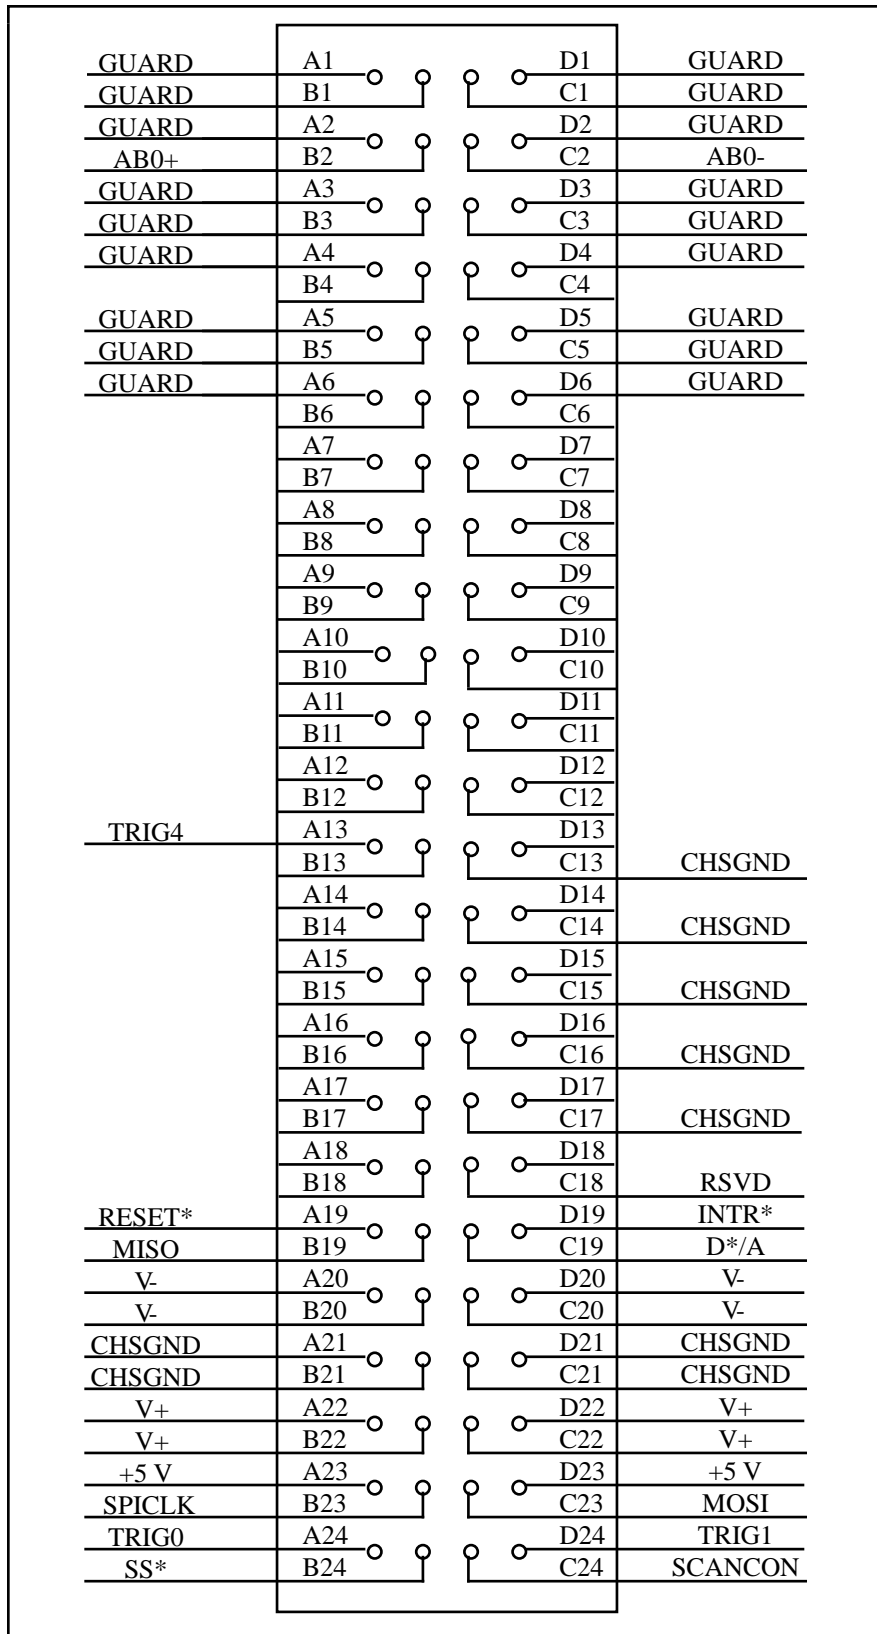 GUARD A1 D1 GUARD
GUARD B1 C1 GUARD
GUARD A2 D2 GUARD
AB0+ B2 C2 AB0-
GUARD A3 D3 GUARD
GUARD B3 C3 GUARD
GUARD A4 D4 GUARD
B4 C4
GUARD A5 D5 GUARD
GUARD B5 C5 GUARD
GUARD A6 D6 GUARD
B6 C6
A7 D7
B7 C7
A8 D8
B8 C8
A9 D9
B9 C9
A10 D10
B10 C10
A11 D11
B11 C11
A12 D12
B12 C12
TRIG4 A13 D13
B13 C13 CHSGND
A14 D14
B14 C14 CHSGND
A15 D15
B15 C15 CHSGND
A16 D16
B16 C16 CHSGND
A17 D17
B17 C17 CHSGND
A18 D18
B18 C18 RSVD
RESET* A19 D19 INTR*
MISO B19 C19 D*/A
V- A20 D20 V-
V- B20 C20 V-
CHSGND A21 D21 CHSGND
CHSGND B21 C21 CHSGND
V+ A22 D22 V+
V+ B22 C22 V+
+5 V A23 D23 +5 V
SPICLK B23 C23 MOSI
TRIG0 A24 D24 TRIG1
SS* B24 C24 SCANCON